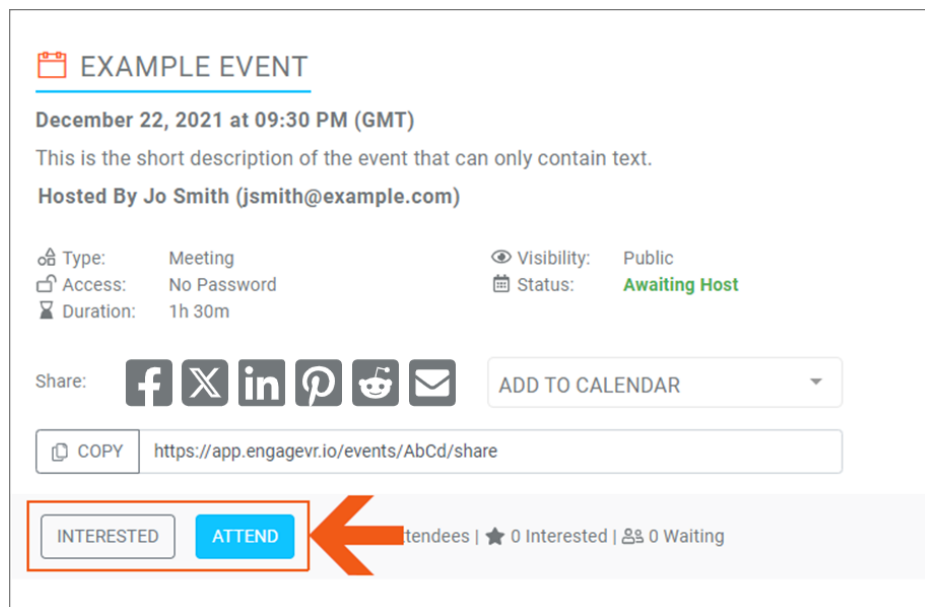 EXAMPLE EVENT
December 22, 2021 at 09:30 PM (GMT)
This is the short description of the event that can only contain text.
Hosted By Jo Smith (jsmith@example.com)
Type: Meeting Visibility: Public
Access: No Password Status: Awaiting Host
Duration: 1h 30m
Share: ADD TO CALENDAR
COPY https://app.engagevr.io/events/AbCd/share
INTERESTED ATTEND tendees | 0 Interested | 0 Waiting